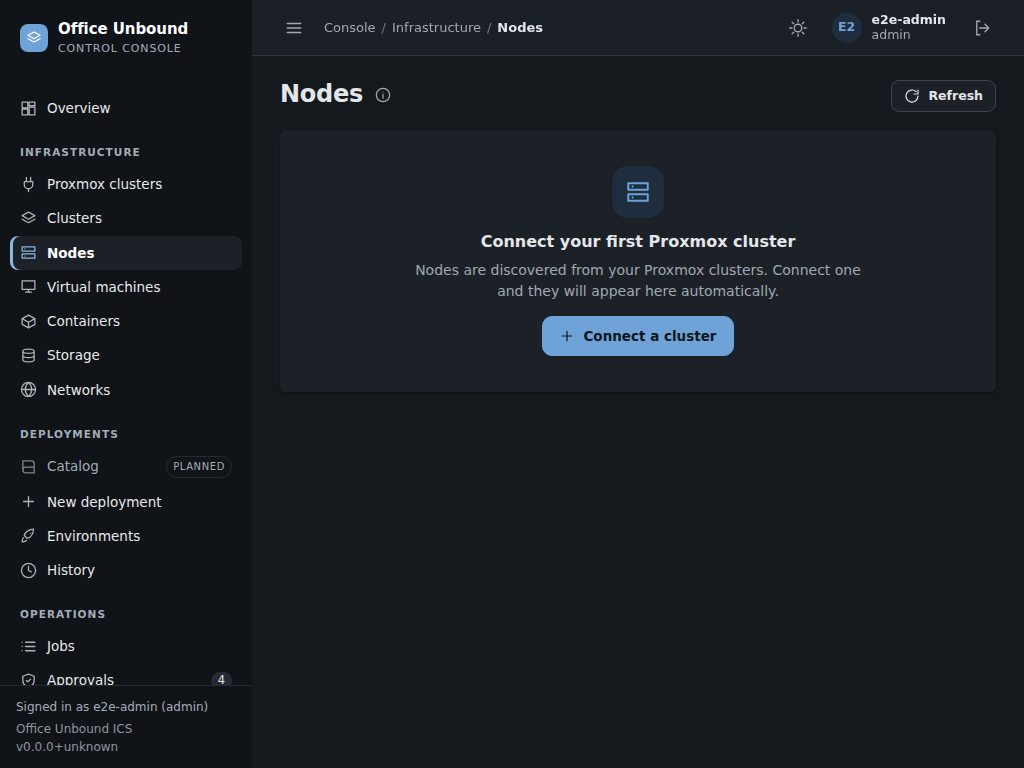 Office Unbound
CONTROL CONSOLE
Overview
INFRASTRUCTURE
Proxmox clusters
Clusters
Nodes
Virtual machines
Containers
Storage
Networks
DEPLOYMENTS
Catalog PLANNED
New deployment
Environments
History
OPERATIONS
Jobs
Approvals 4
Signed in as e2e-admin (admin)
Office Unbound ICS
v0.0.0+unknown
Console / Infrastructure / Nodes
E2 e2e-admin
admin
Nodes
Refresh
Connect your first Proxmox cluster
Nodes are discovered from your Proxmox clusters. Connect one
and they will appear here automatically.
Connect a cluster